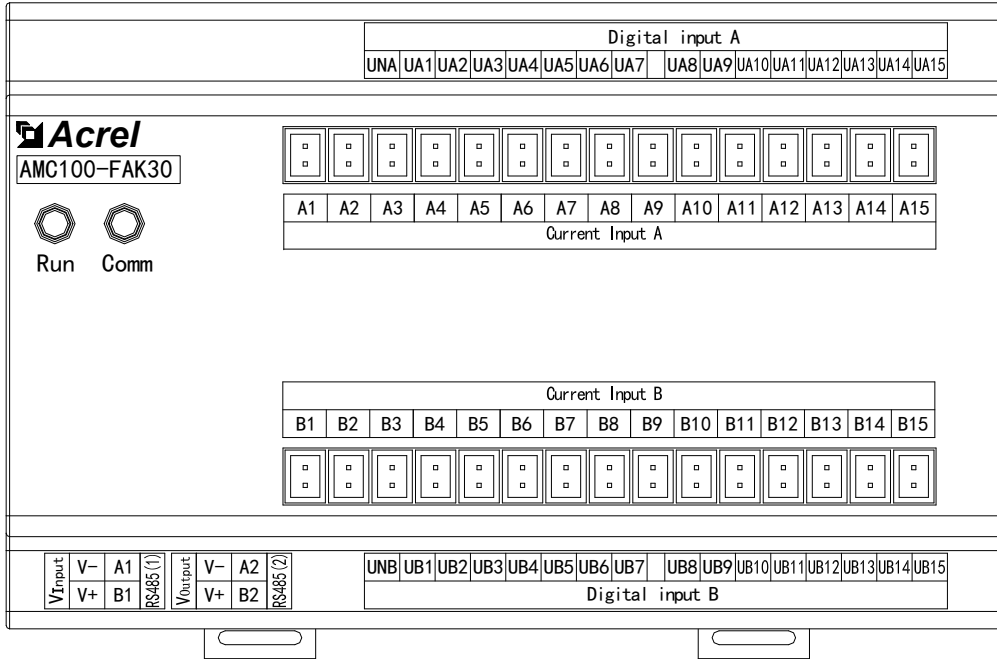 Digital input A
UNA UA1 UA2 UA3 UA4 UA5 UA6 UA7 UA8 UA9 UA10 UA11 UA12 UA13 UA14 UA15
Acrel
AMC100-FAK30
Run Comm
A1 A2 A3 A4 A5 A6 A7 A8 A9 A10 A11 A12 A13 A14 A15
Current Input A
Current Input B
B1 B2 B3 B4 B5 B6 B7 B8 B9 B10 B11 B12 B13 B14 B15
VInput
V- A1
V+ B1
RS485(1)
VOutput
V- A2
V+ B2
RS485(2)
UNB UB1 UB2 UB3 UB4 UB5 UB6 UB7 UB8 UB9 UB10 UB11 UB12 UB13 UB14 UB15
Digital input B